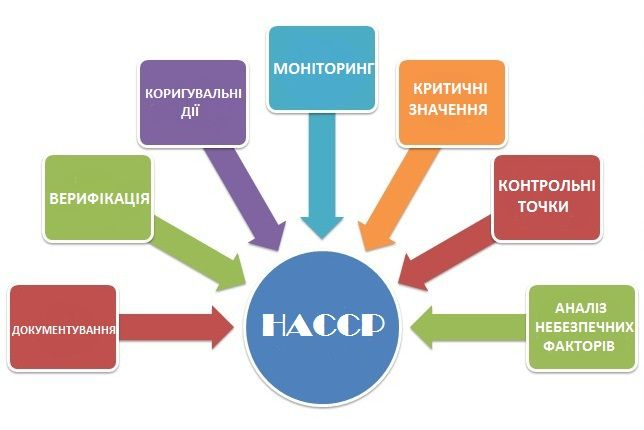 МОНІТОРИНГ
КОРИГУВАЛЬНІ
ДІЇ
КРИТИЧНІ
ЗНАЧЕННЯ
ВЕРИФІКАЦІЯ
КОНТРОЛЬНІ
ТОЧКИ
ДОКУМЕНТУВАННЯ
HACCP
АНАЛІЗ
НЕБЕЗПЕЧНИХ
ФАКТОРІВ